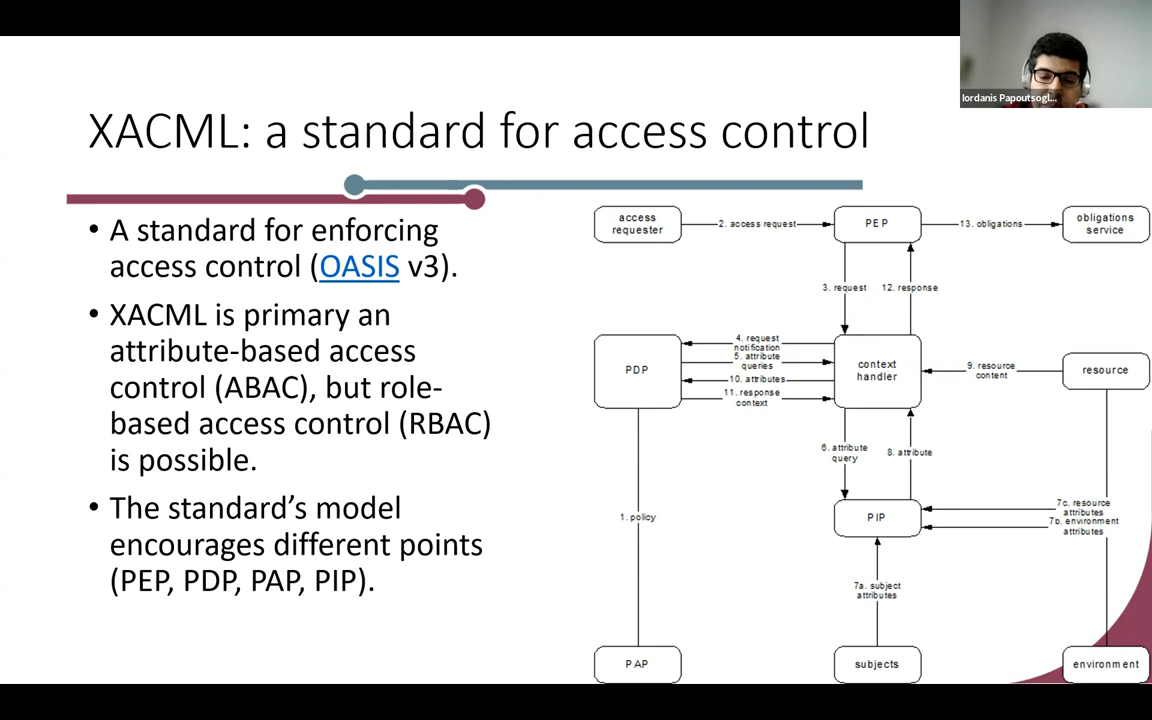 Iordanis Papoutsogl...
XACML: a standard for access control
• A standard for enforcing
access control (OASIS v3).
• XACML is primary an
attribute-based access
control (ABAC), but role-
based access control (RBAC)
is possible.
• The standard's model
encourages different points
(PEP, PDP, PAP, PIP).
access
requester
2. access request
PEP
13. obligations
obligations
service
3. request
12. response
PDP
4. request
notification
5. attribute
queries
10. attributes
11. response
context
context
handler
9. resource
content
resource
6. attribute
query
8. attribute
1. policy
PIP
7c. resource
attributes
7b. environment
attributes
7a. subject
attributes
PAP
subjects
environment